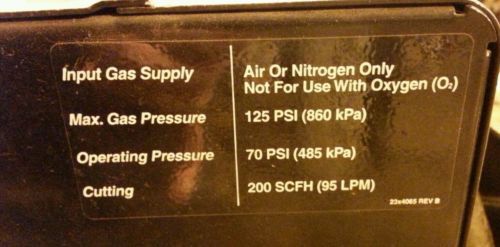 Input Gas Supply Air Or Nitrogen Only
Not For Use With Oxygen (O₂)
Max. Gas Pressure 125 PSI (860 kPa)
Operating Pressure 70 PSI (485 kPa)
Cutting 200 SCFH (95 LPM)
23x4065 REV B